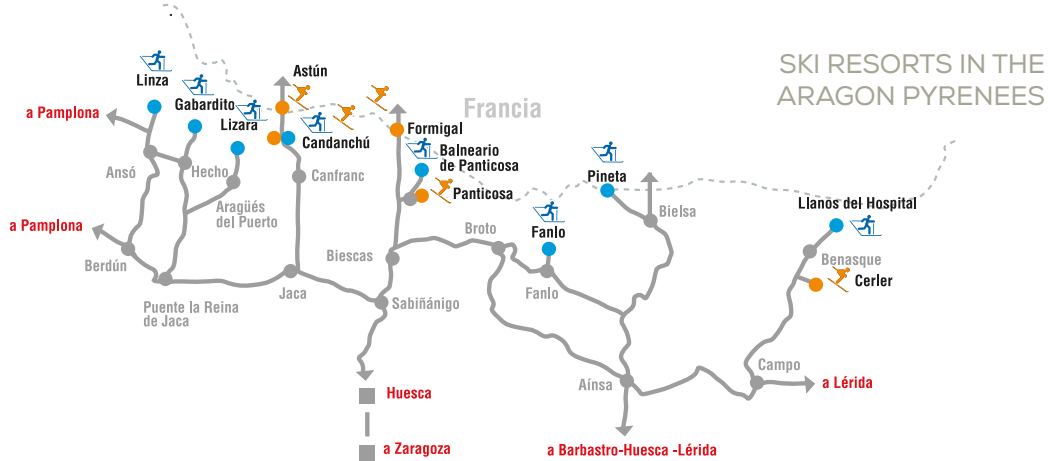 SKI RESORTS IN THE
ARAGON PYRENEES
Astún
Linza
Gabardito
Lizara
a Pamplona
Francia
Formigal
Candanchú
Balneario
de Panticosa
Ansó
Hecho
Canfranc
Pineta
Panticosa
Aragüés
del Puerto
Bielsa
Llanos del Hospital
a Pamplona
Broto
Fanlo
Berdún
Biescas
Benasque
Cerler
Jaca
Fanlo
Puente la Reina
de Jaca
Sabiñánigo
Campo
Aínsa
a Lérida
Huesca
a Zaragoza
a Barbastro-Huesca -Lérida